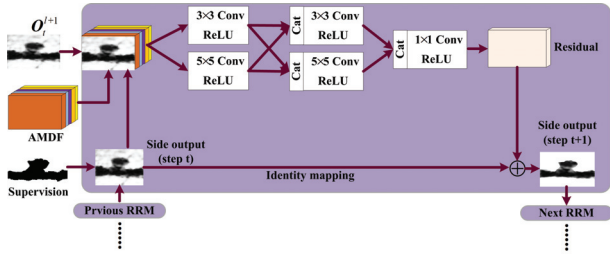 O_t^{l+1}
3×3 Conv
ReLU
Cat
3×3 Conv
ReLU
5×5 Conv
ReLU
Cat
5×5 Conv
ReLU
Cat
1×1 Conv
ReLU
Residual
AMDF
Side output
(step t)
Side output
(step t+1)
Supervision
Identity mapping
Prvious RRM
Next RRM